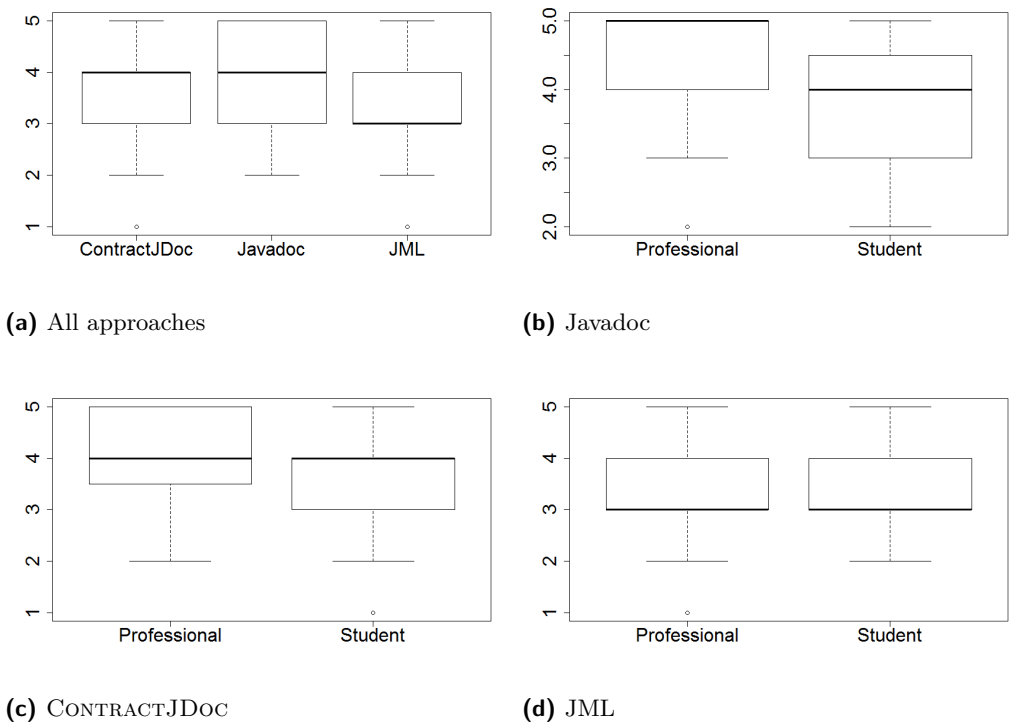 5
4
3
2
1
ContractJDoc Javadoc JML
(a) All approaches
5.0
4.0
3.0
2.0
Professional Student
(b) Javadoc
5
4
3
2
1
Professional Student
(c) CONTRACTJDOC
5
4
3
2
1
Professional Student
(d) JML